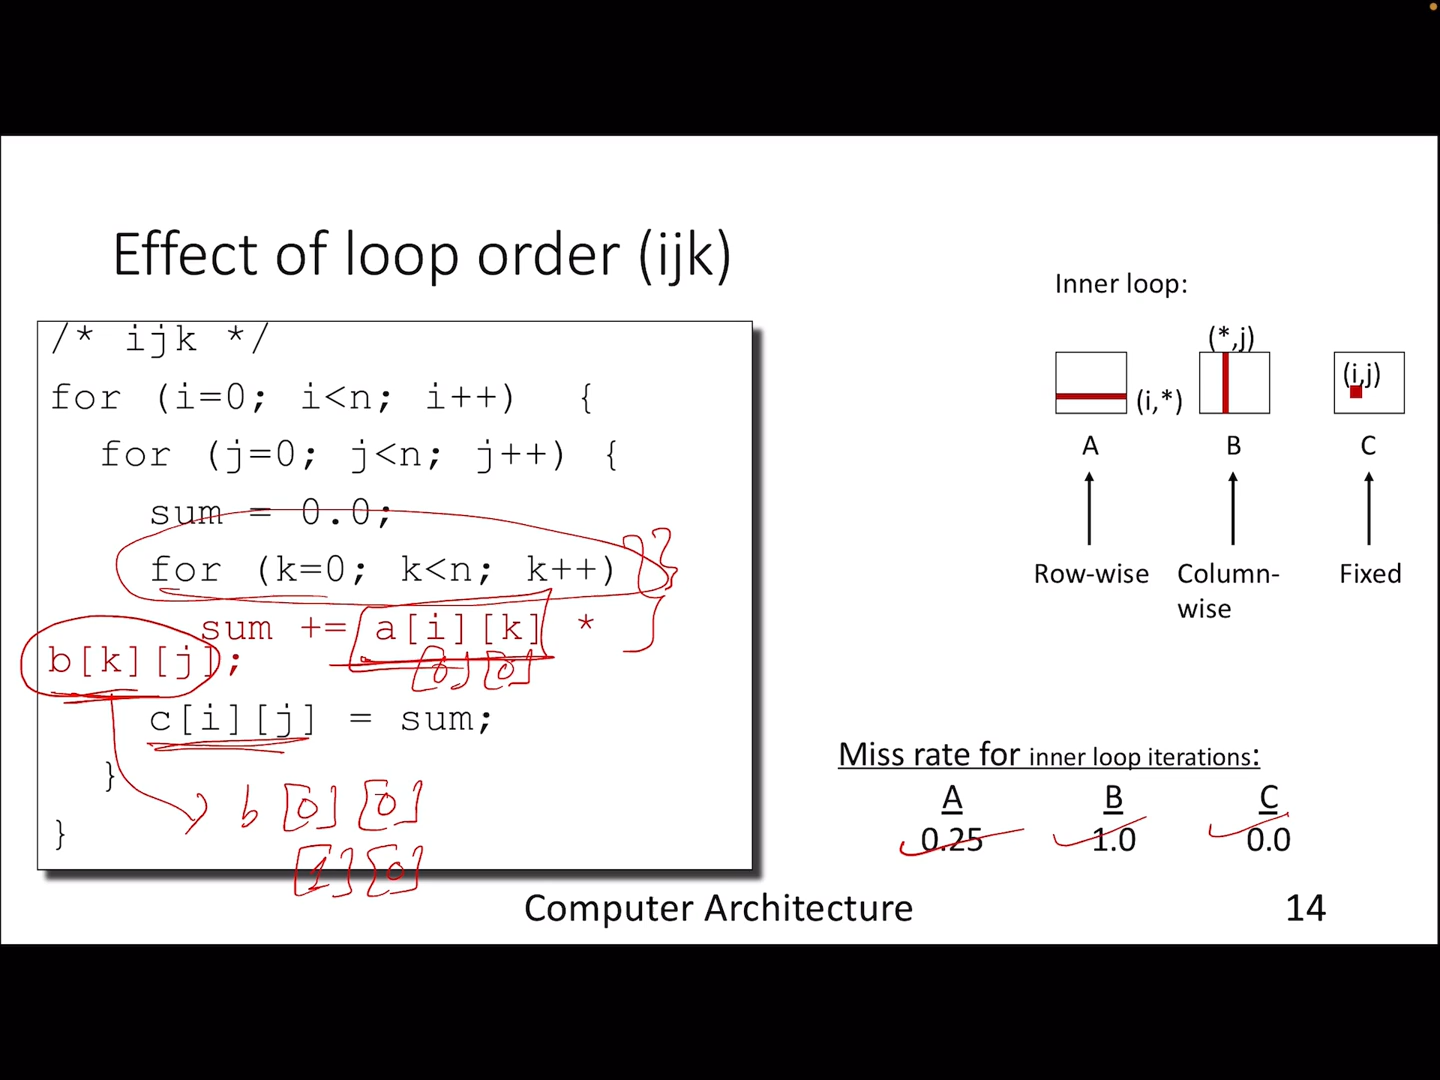 Effect of loop order (ijk)
/* ijk */
for (i=0; i<n; i++) {
for (j=0; j<n; j++) {
sum = 0.0;
for (k=0; k<n; k++)
sum += a[i][k] *
[0] [0]
b[k][j];
c[i][j] = sum;
}
b [0] [0]
}
[1] [0]
Inner loop:
(*,j)
(i,j)
(i,*)
A B C
Row-wise Column-wise Fixed
Miss rate for inner loop iterations:
A B C
0.25 1.0 0.0
Computer Architecture
14